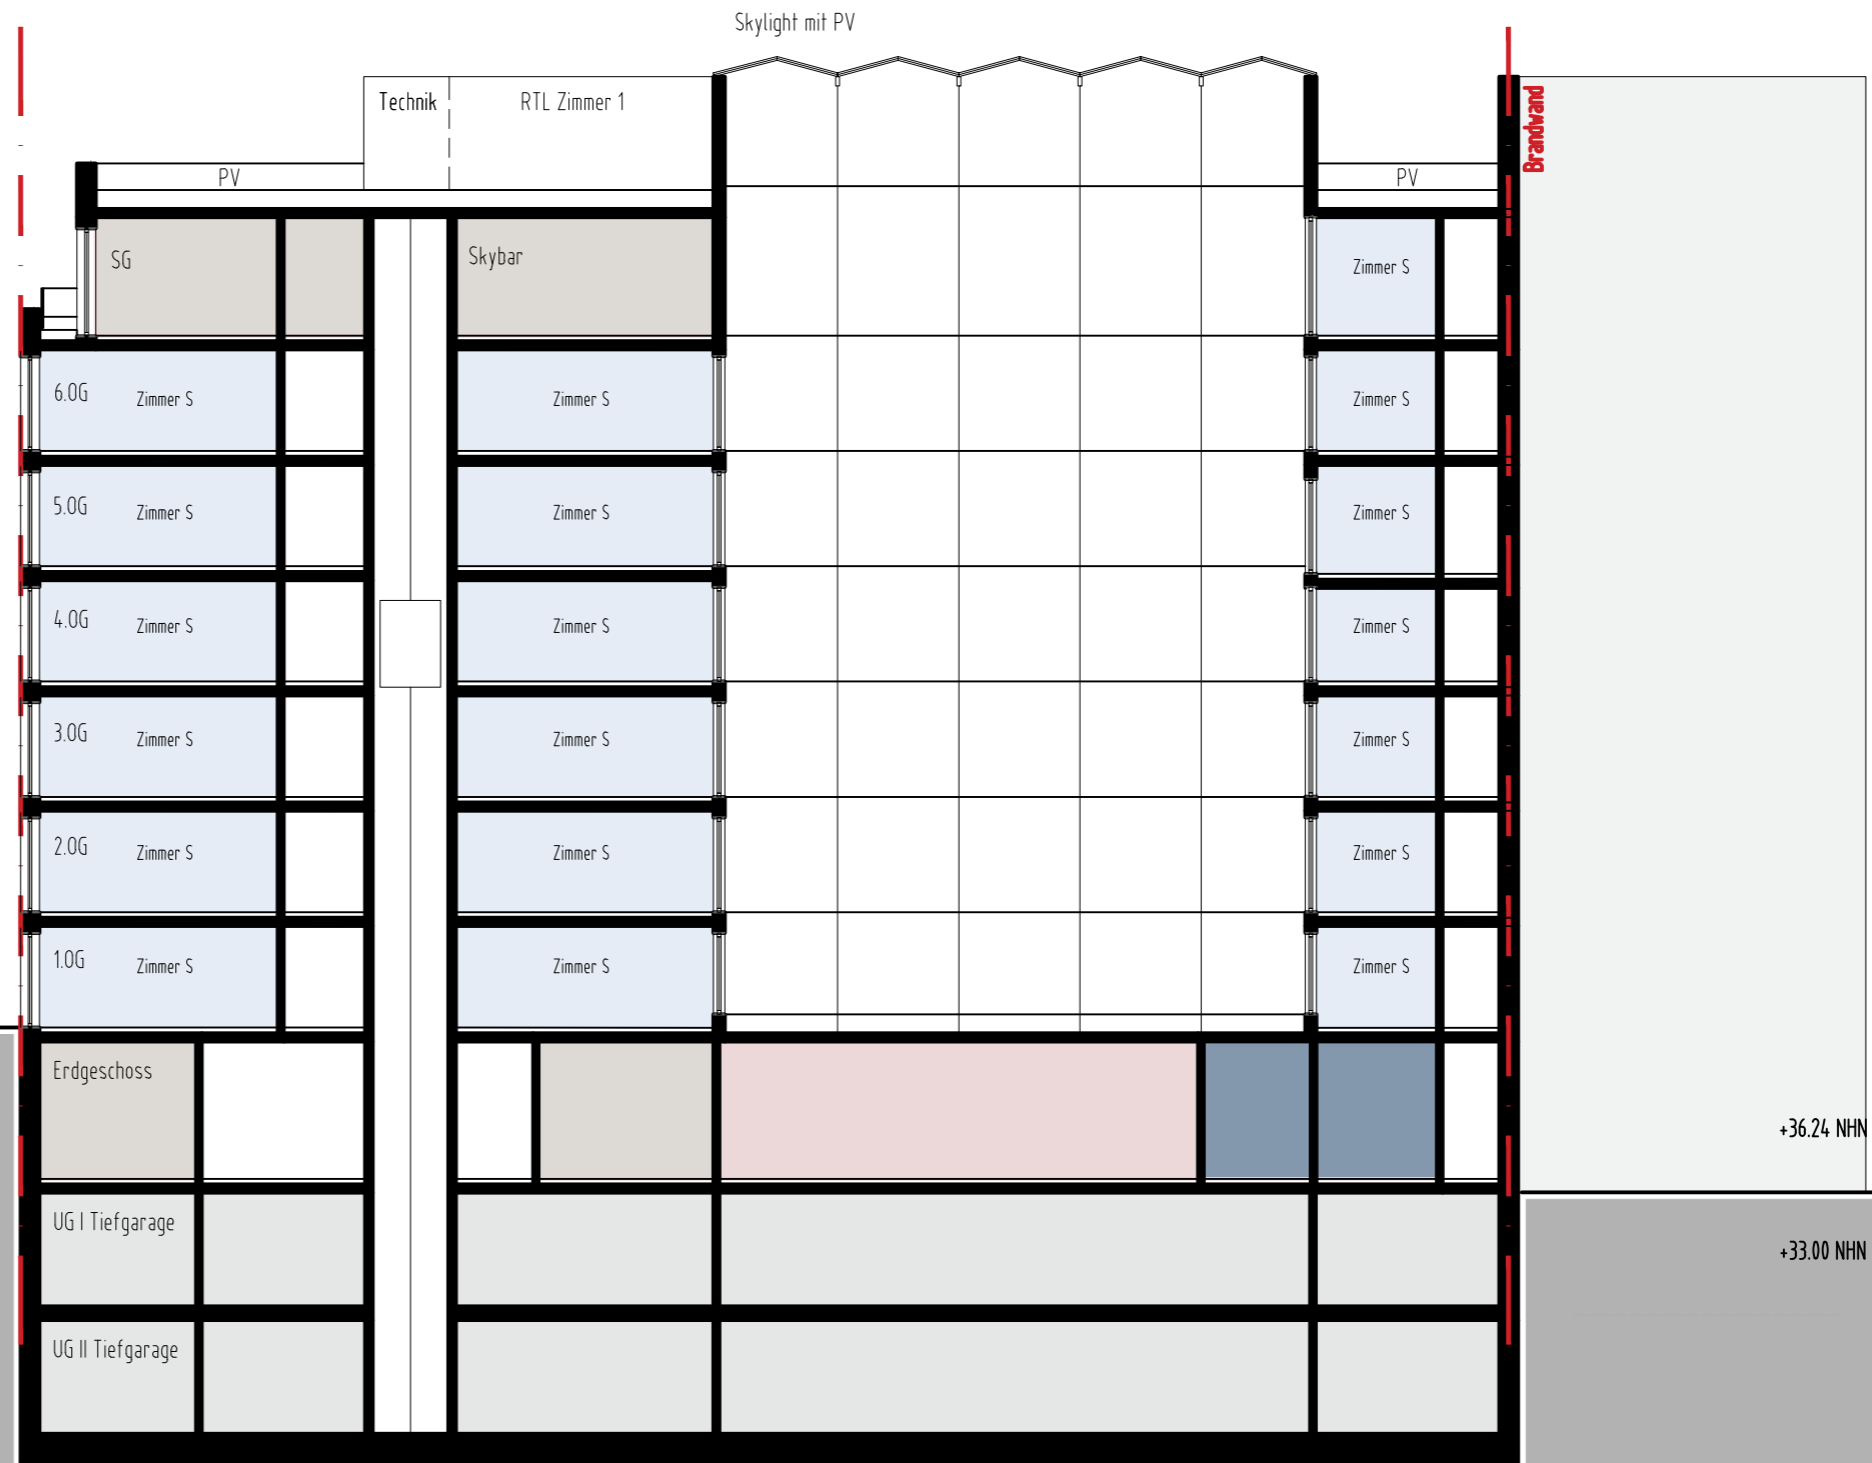 Skylight mit PV
Technik
RTL Zimmer 1
Brandwand
PV
PV
SG
Skybar
Zimmer S
6.OG
Zimmer S
Zimmer S
Zimmer S
5.OG
Zimmer S
Zimmer S
Zimmer S
4.OG
Zimmer S
Zimmer S
Zimmer S
3.OG
Zimmer S
Zimmer S
Zimmer S
2.OG
Zimmer S
Zimmer S
Zimmer S
1.OG
Zimmer S
Zimmer S
Zimmer S
Erdgeschoss
+36.24 NHN
UG I Tiefgarage
+33.00 NHN
UG II Tiefgarage